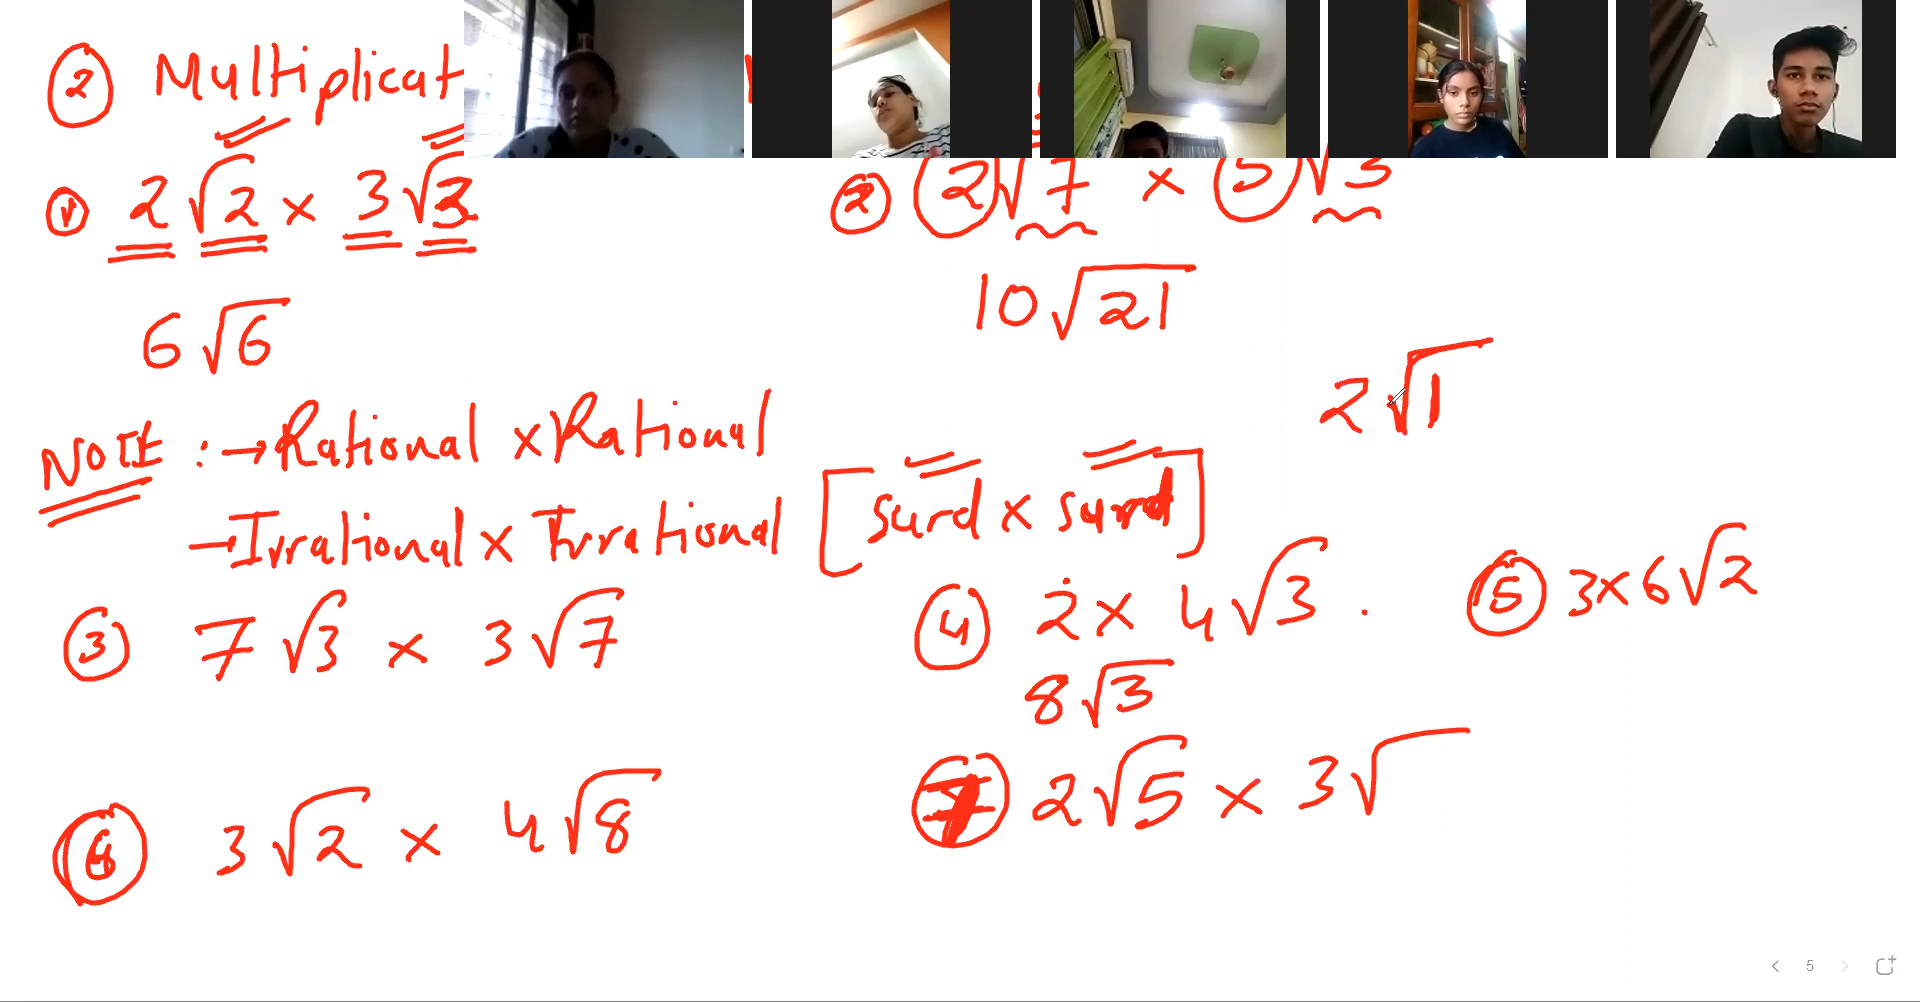 ② Multiplicat
① 2√2 × 3√3
② 2√7 × 5√3
6√6
10√21
2√1
NOTE : → Rational × Rational
→ Irrational × Irrational [surd × surd]
③ 7√3 × 3√7
④ 2 × 4√3 .
⑤ 3×6√2
8√3
⑥ 3√2 × 4√8
⑦ 2√5 × 3√
5